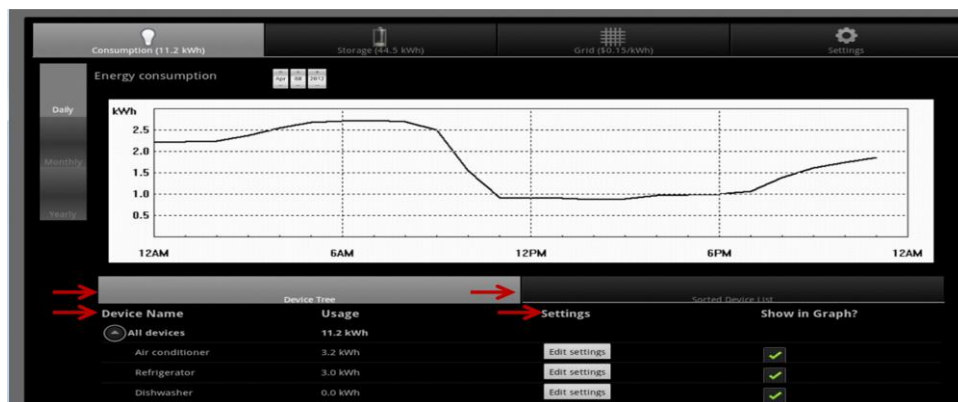 Consumption (11.2 kWh) Storage (44.5 kWh) Grid ($0.15/kWh) Settings
Energy consumption Apr 08 2012
Daily
Monthly
Yearly
kWh
2.5
2.0
1.5
1.0
0.5
12AM 6AM 12PM 6PM 12AM
Device Tree Sorted Device List
Device Name Usage Settings Show in Graph?
All devices 11.2 kWh
Air conditioner 3.2 kWh Edit settings
Refrigerator 3.0 kWh Edit settings
Dishwasher 0.0 kWh Edit settings